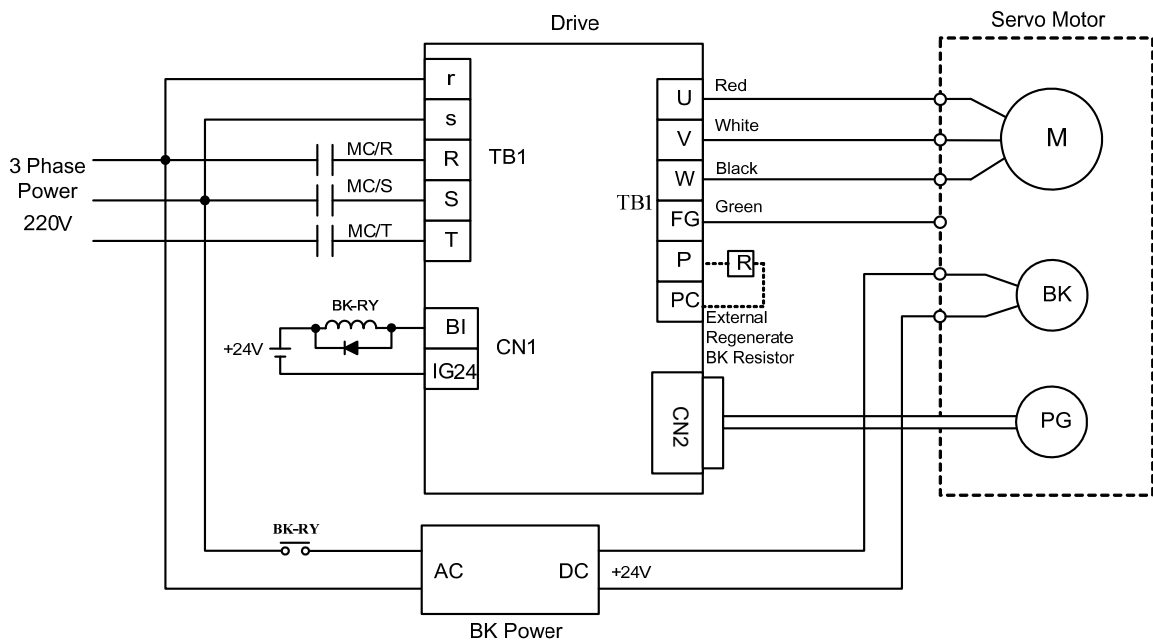 Servo Motor
Drive
r
s
R
S
T
TB1
MC/R
MC/S
MC/T
3 Phase
Power
220V
U
V
W
FG
P
PC
TB1
Red
White
Black
Green
R
External
Regenerate
BK Resistor
M
BK
PG
BK-RY
+24V
BI
IG24
CN1
CN2
BK-RY
AC
DC
+24V
BK Power